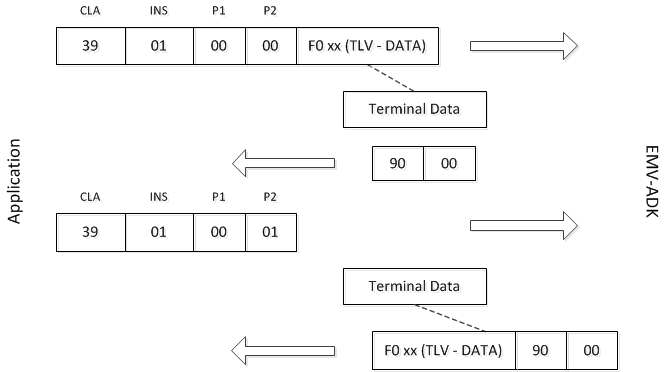 CLA INS P1 P2
39 01 00 00 F0 xx (TLV - DATA)
Terminal Data
90 00
Application
EMV-ADK
CLA INS P1 P2
39 01 00 01
Terminal Data
F0 xx (TLV - DATA) 90 00